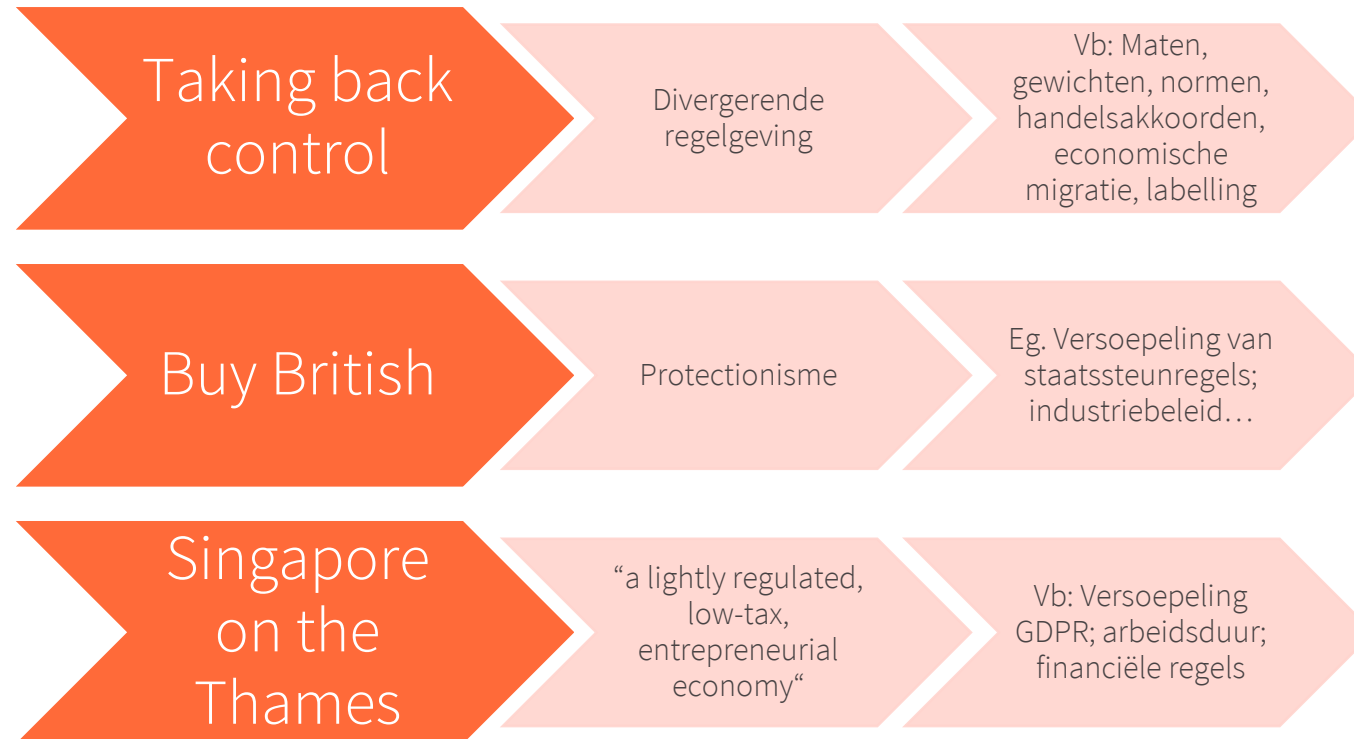 Taking back
control
Divergerende
regelgeving
Vb: Maten,
gewichten, normen,
handelsakkoorden,
economische
migratie, labelling
Buy British
Protectionisme
Eg. Versoepeling van
staatssteunregels;
industriebeleid…
Singapore
on the
Thames
“a lightly regulated,
low-tax,
entrepreneurial
economy“
Vb: Versoepeling
GDPR; arbeidsduur;
financiële regels